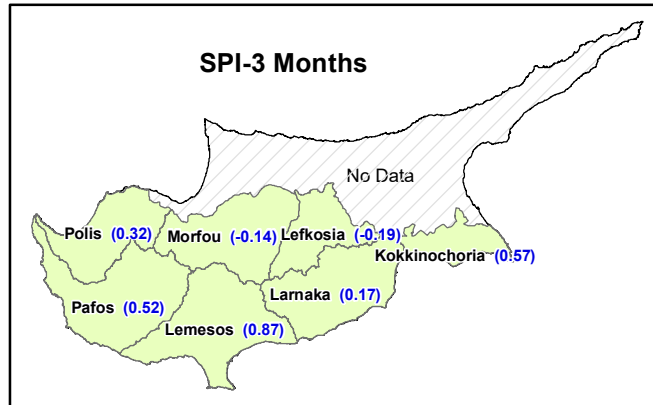 SPI-3 Months
No Data
Polis (0.32) Morfou (-0.14) Lefkosia (-0.19)
Kokkinochoria (0.57)
Pafos (0.52) Larnaka (0.17)
Lemesos (0.87)